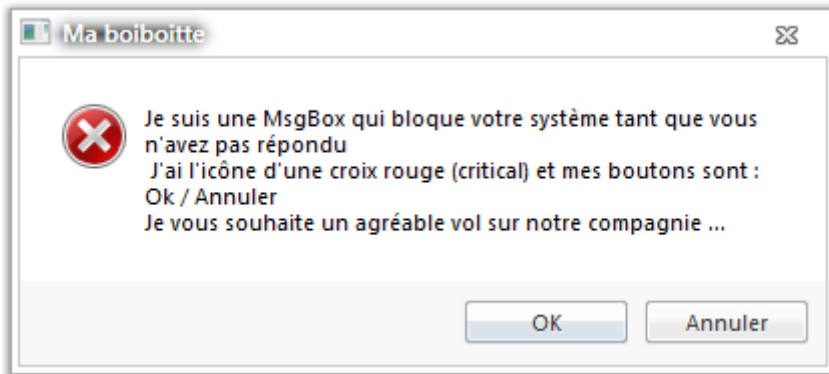 Ma boiboitte
Je suis une MsgBox qui bloque votre système tant que vous
n'avez pas répondu
J'ai l'icône d'une croix rouge (critical) et mes boutons sont :
Ok / Annuler
Je vous souhaite un agréable vol sur notre compagnie ...
OK
Annuler